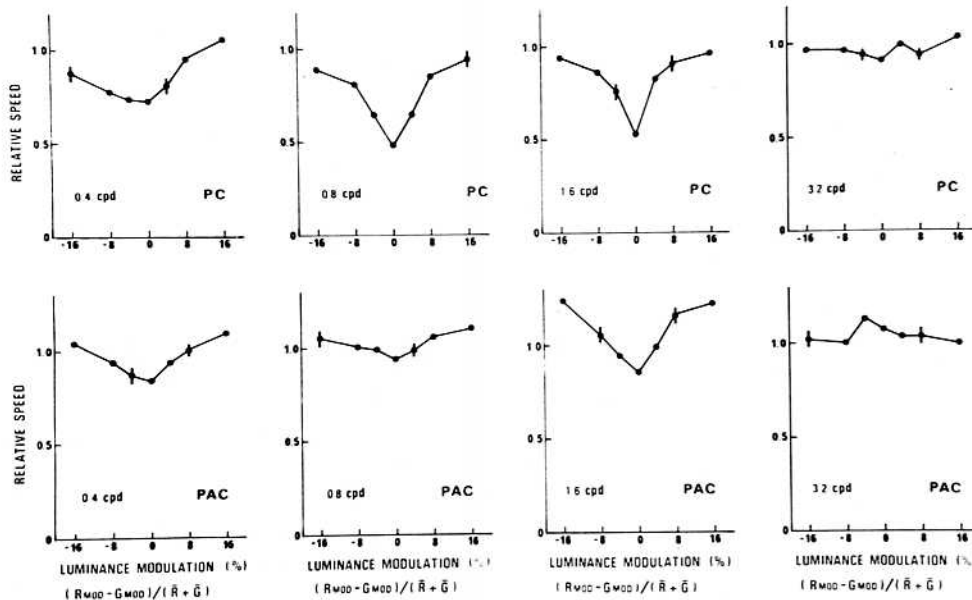 RELATIVE SPEED
1.0
0.5
0
-16 -8 0 8 16
0.4 cpd PC
1.0
0.5
0
-16 -8 0 8 16
0.8 cpd PC
1.0
0.5
0
-16 -8 0 8 16
1.6 cpd PC
1.0
0.5
0
-16 -8 0 8 16
3.2 cpd PC
RELATIVE SPEED
1.0
0.5
0
-16 -8 0 8 16
0.4 cpd PAC
LUMINANCE MODULATION (%)
(RMOD-GMOD)/(R̄+Ḡ)
1.0
0.5
0
-16 -8 0 8 16
0.8 cpd PAC
LUMINANCE MODULATION
(RMOD-GMOD)/(R̄+Ḡ)
1.0
0.5
0
-16 -8 0 8 16
1.6 cpd PAC
LUMINANCE MODULATION (%)
(RMOD-GMOD)/(R̄+Ḡ)
1.0
0.5
0
-16 -8 0 8 16
3.2 cpd PAC
LUMINANCE MODULATION (%)
(RMOD-GMOD)/(R̄+Ḡ)